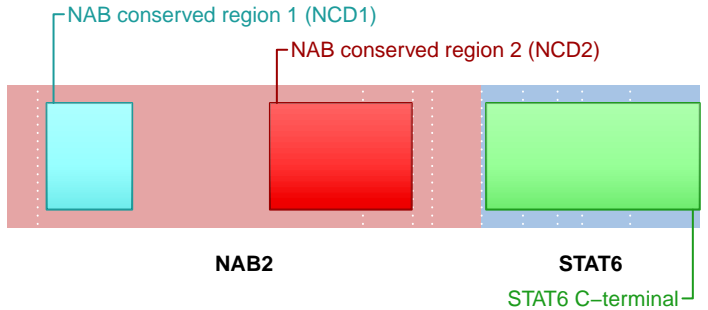 NAB conserved region 1 (NCD1)
NAB conserved region 2 (NCD2)
NAB2
STAT6
STAT6 C−terminal